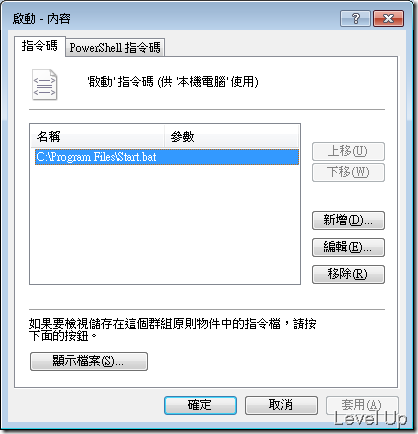 啟動 - 內容
指令碼
PowerShell 指令碼
'啟動' 指令碼 (供 '本機電腦' 使用)
名稱 參數
C:\Program Files\Start.bat
上移(U)
下移(W)
新增(D)...
編輯(E)...
移除(R)
如果要檢視儲存在這個群組原則物件中的指令檔，請按
下面的按鈕。
顯示檔案(S)...
確定 取消 套用(A)
Level Up